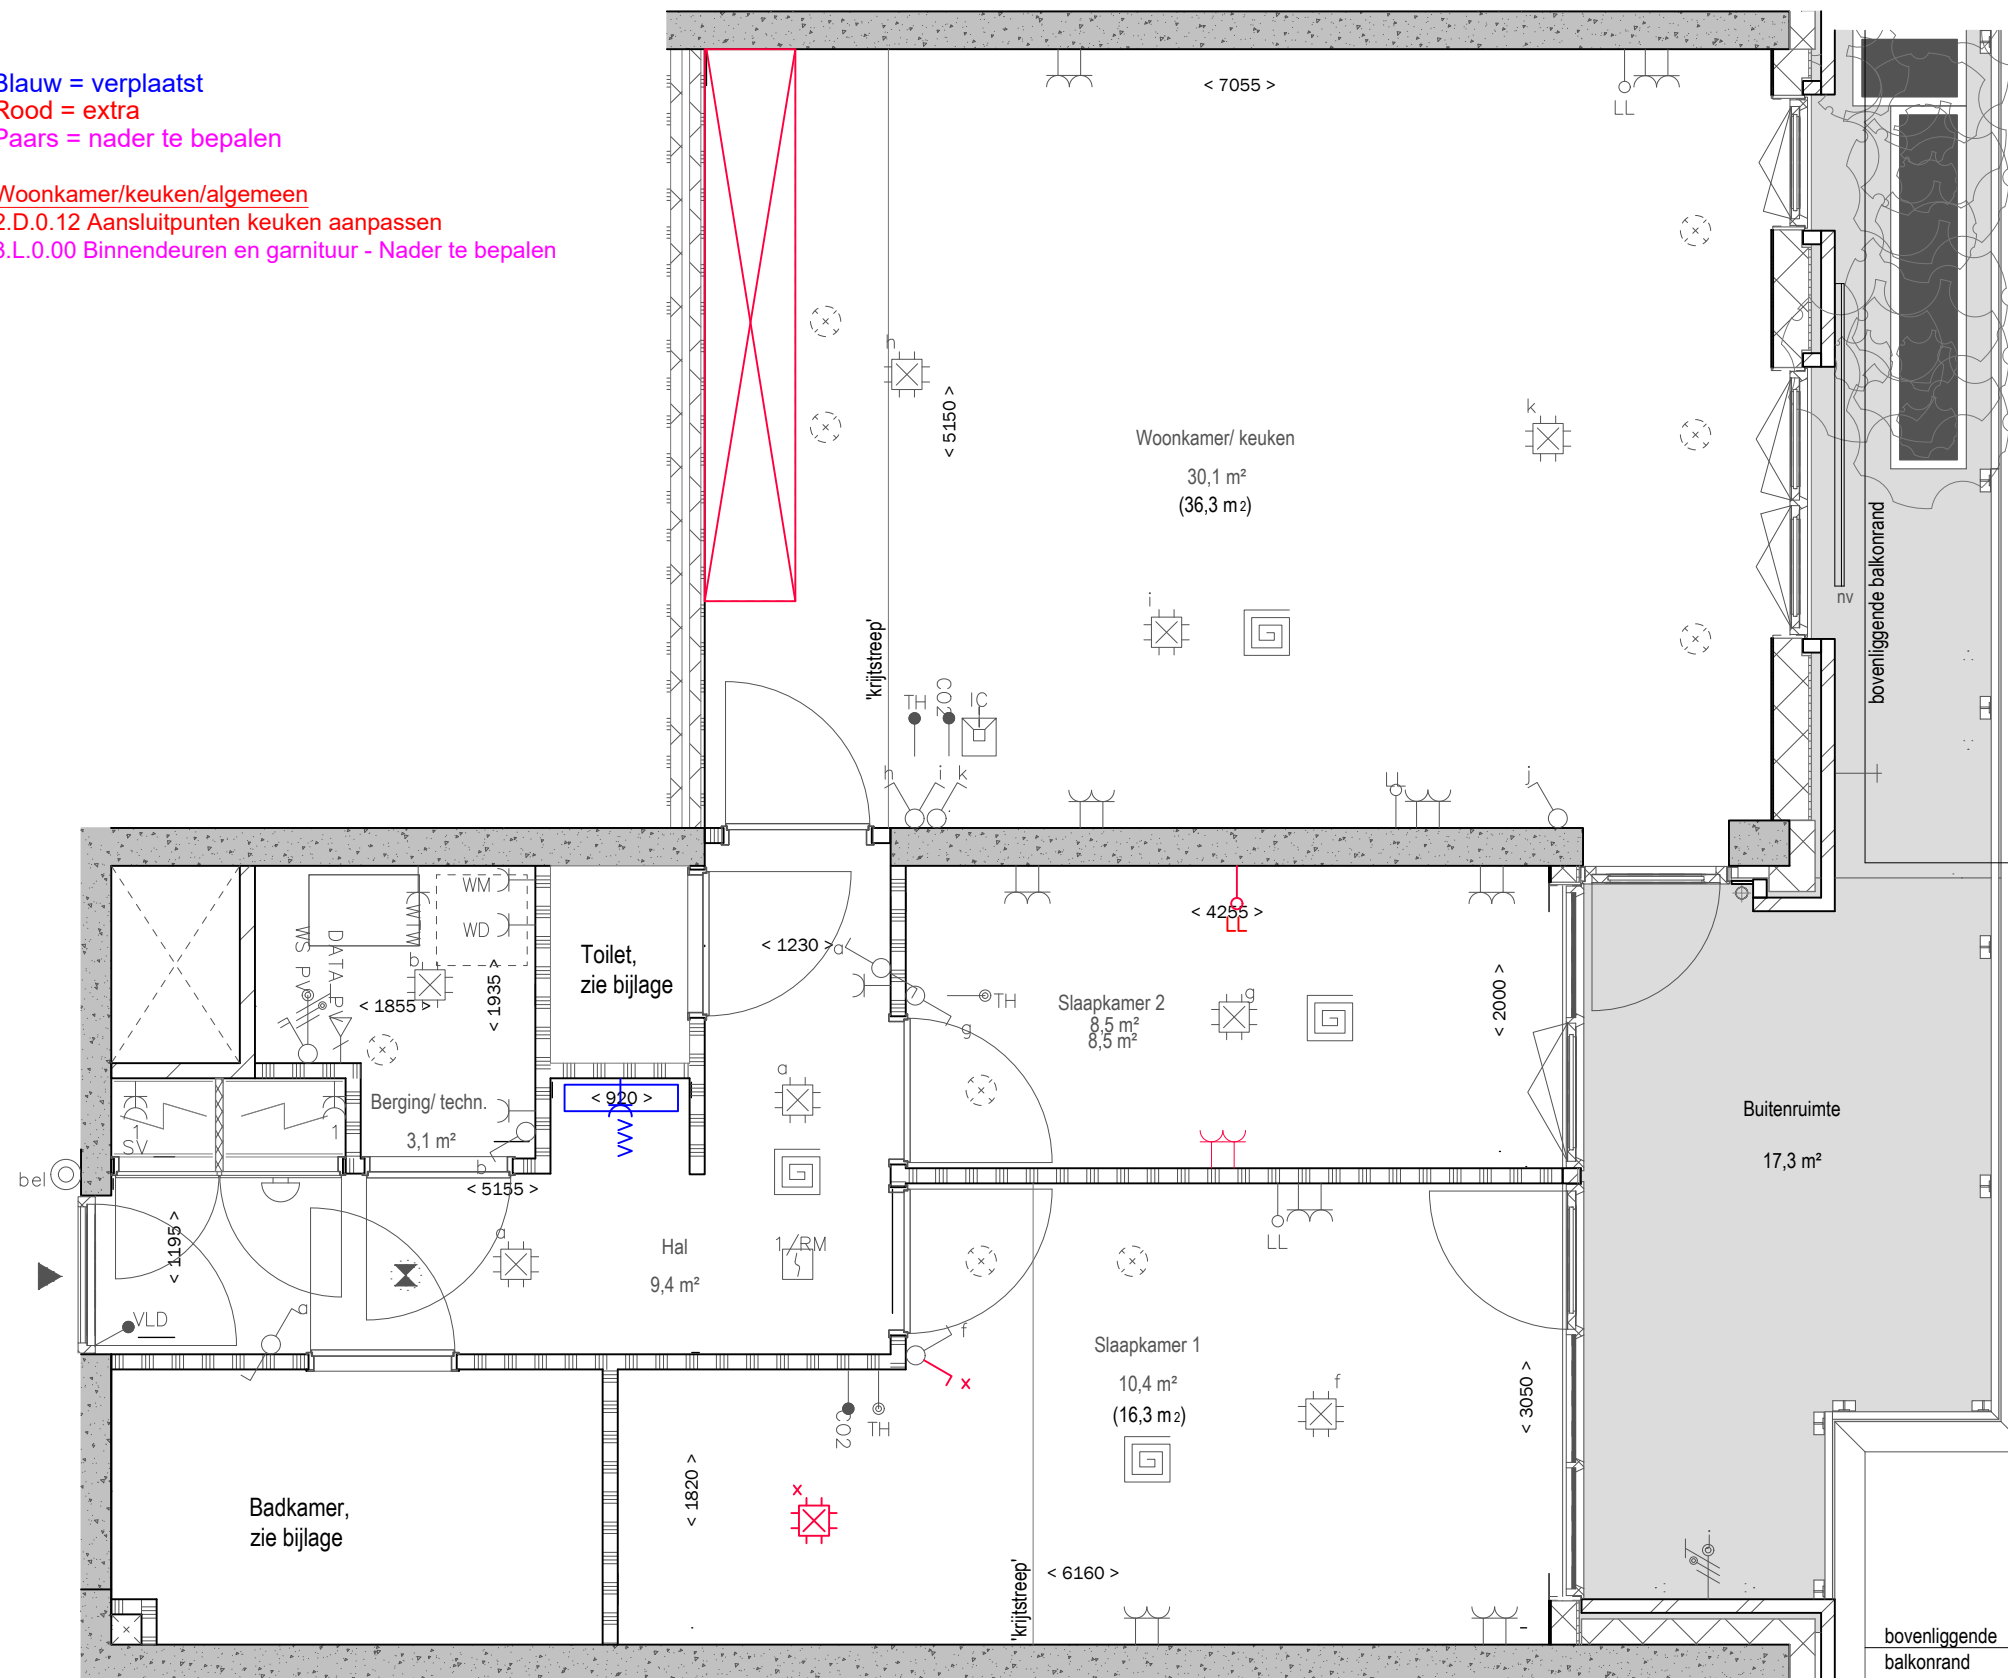 Blauw = verplaatst
Rood = extra
Paars = nader te bepalen
Woonkamer/keuken/algemeen
2.D.0.12 Aansluitpunten keuken aanpassen
3.L.0.00 Binnendeuren en garnituur - Nader te bepalen
< 7055 >
LL
h
< 5150 >
Woonkamer/ keuken
30,1 m²
(36,3 m2)
k
i
nv
bovenliggende balkonrand
'krijtstreep'
TH
CO2
IC
h
i
k
LL
j
WM
WD
WTW
WS PV
DATA PV
b
< 1855 >
< 1935 >
Toilet,
zie bijlage
< 1230 >
a
g
TH
< 4255 >
LL
Slaapkamer 2
8,5 m²
8,5 m²
g
< 2000 >
Berging/ techn.
3,1 m²
b
< 920 >
a
1
1
SV
bel
< 5155 >
< 1195 >
a
Hal
9,4 m²
1/RM
VLD
a
LL
Buitenruimte
17,3 m²
f
x
Slaapkamer 1
10,4 m²
(16,3 m2)
f
< 3050 >
CO2
TH
< 1820 >
x
Badkamer,
zie bijlage
'krijtstreep'
< 6160 >
j
bovenliggende
balkonrand